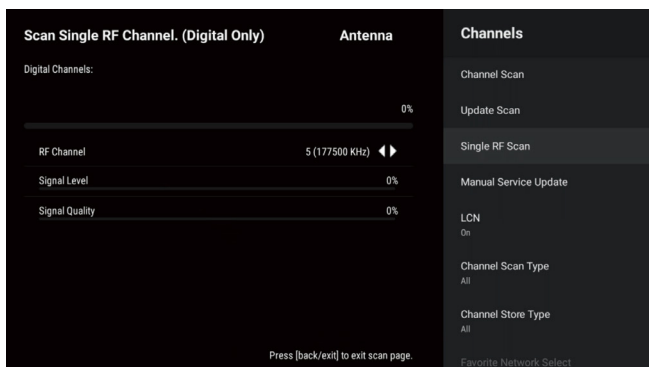 Scan Single RF Channel. (Digital Only) Antenna
Digital Channels:
0%
RF Channel 5 (177500 KHz)
Signal Level 0%
Signal Quality 0%
Press [back/exit] to exit scan page.
Channels
Channel Scan
Update Scan
Single RF Scan
Manual Service Update
LCN
On
Channel Scan Type
All
Channel Store Type
All
Favorite Network Select